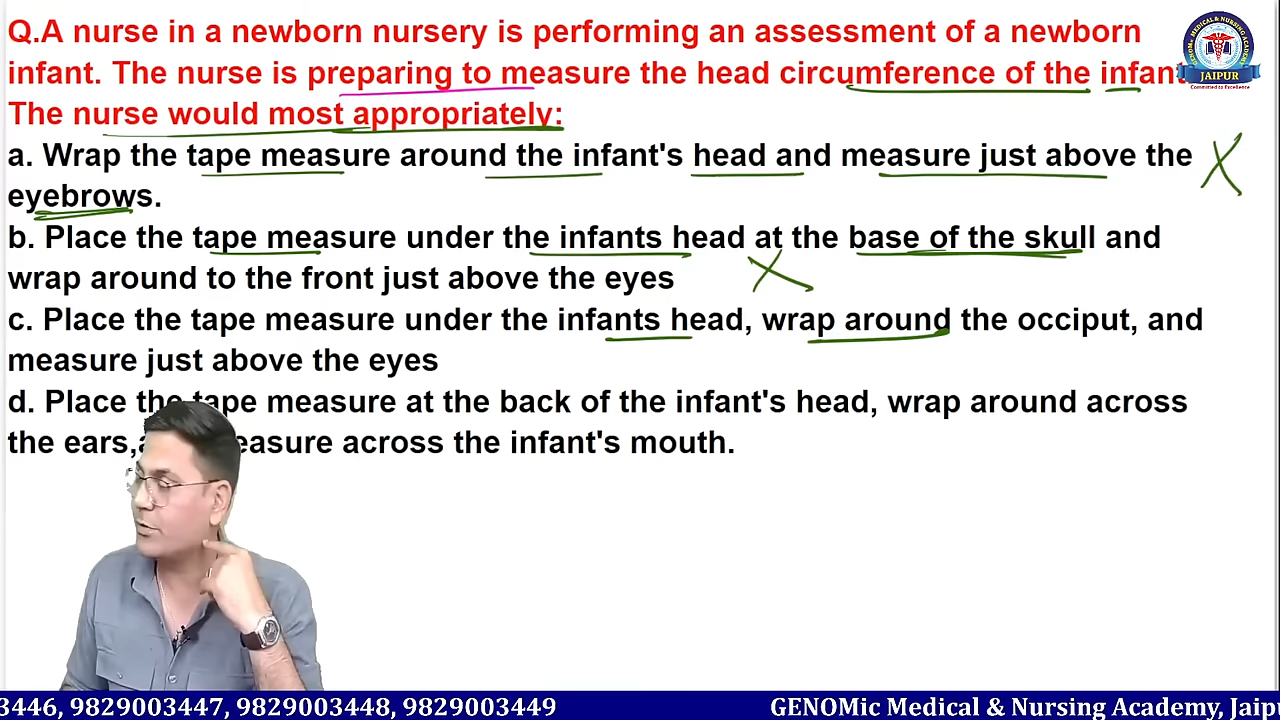 Q.A nurse in a newborn nursery is performing an assessment of a newborn
infant. The nurse is preparing to measure the head circumference of the infant
The nurse would most appropriately:
a. Wrap the tape measure around the infant's head and measure just above the
eyebrows.
b. Place the tape measure under the infants head at the base of the skull and
wrap around to the front just above the eyes
c. Place the tape measure under the infants head, wrap around the occiput, and
measure just above the eyes
d. Place the tape measure at the back of the infant's head, wrap around across
the ears, measure across the infant's mouth.
JAIPUR
Committed to Excellence
3446, 9829003447, 9829003448, 9829003449
GENOMic Medical & Nursing Academy, Jaip